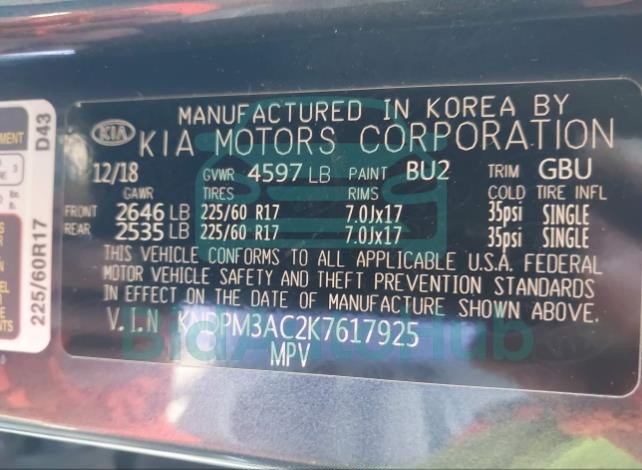 MANUFACTURED IN KOREA BY
KIA KIA MOTORS CORPORATION
12/18 GVWR 4597 LB PAINT BU2 TRIM GBU
GAWR TIRES RIMS COLD TIRE INFL
FRONT 2646 LB 225/60 R17 7.0Jx17 35psi SINGLE
REAR 2535 LB 225/60 R17 7.0Jx17 35psi SINGLE
THIS VEHICLE CONFORMS TO ALL APPLICABLE U.S.A. FEDERAL
MOTOR VEHICLE SAFETY AND THEFT PREVENTION STANDARDS
IN EFFECT ON THE DATE OF MANUFACTURE SHOWN ABOVE.
V.I.N KNDPM3AC2K7617925
MPV
BidAutoHub
D43
225/60R17